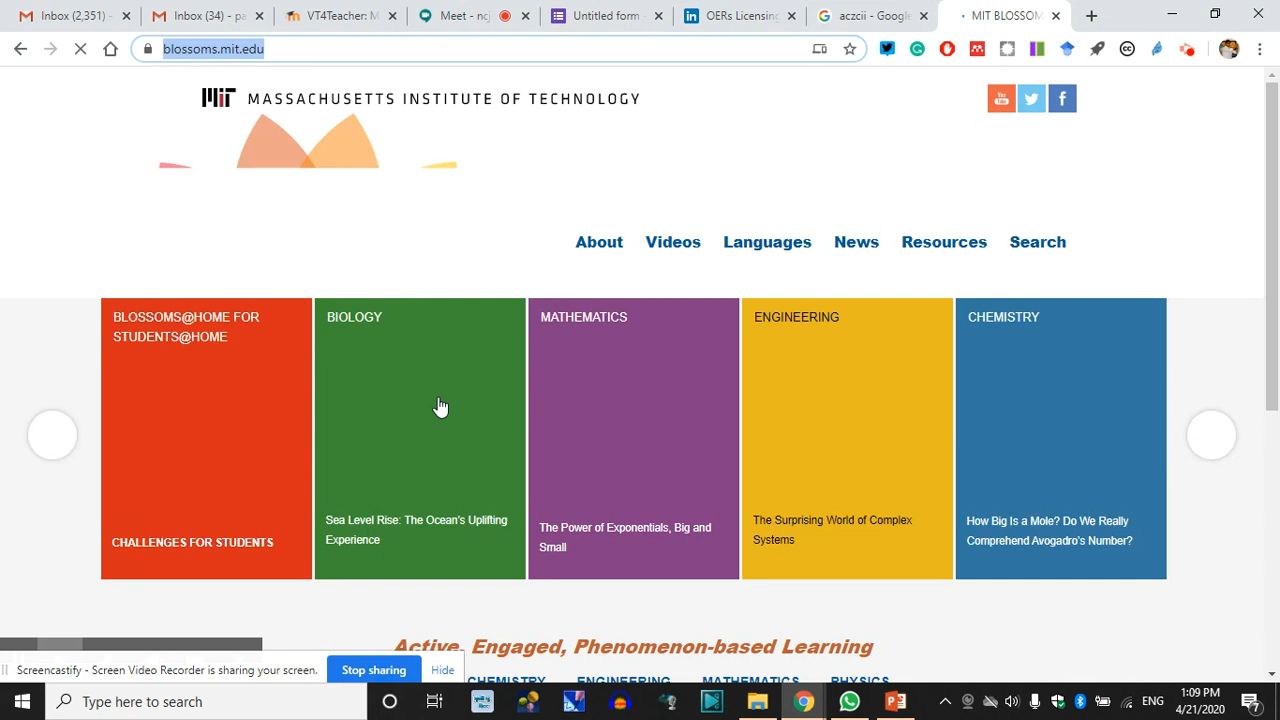 Inbox (2,351)
Inbox (34) - pa
VT4Teacher: M
Meet - ncj
Untitled form -
OERs Licensing
aczcii - Google
MIT BLOSSOM
blossoms.mit.edu
MIT MASSACHUSETTS INSTITUTE OF TECHNOLOGY
You Tube
About Videos Languages News Resources Search
BLOSSOMS@HOME FOR
STUDENTS@HOME
CHALLENGES FOR STUDENTS
BIOLOGY
Sea Level Rise: The Ocean's Uplifting
Experience
MATHEMATICS
The Power of Exponentials, Big and
Small
ENGINEERING
The Surprising World of Complex
Systems
CHEMISTRY
How Big Is a Mole? Do We Really
Comprehend Avogadro's Number?
Active, Engaged, Phenomenon-based Learning
CHEMISTRY ENGINEERING MATHEMATICS PHYSICS
Screencastify - Screen Video Recorder is sharing your screen.
Stop sharing
Hide
Type here to search
ENG
1:09 PM
4/21/2020
7